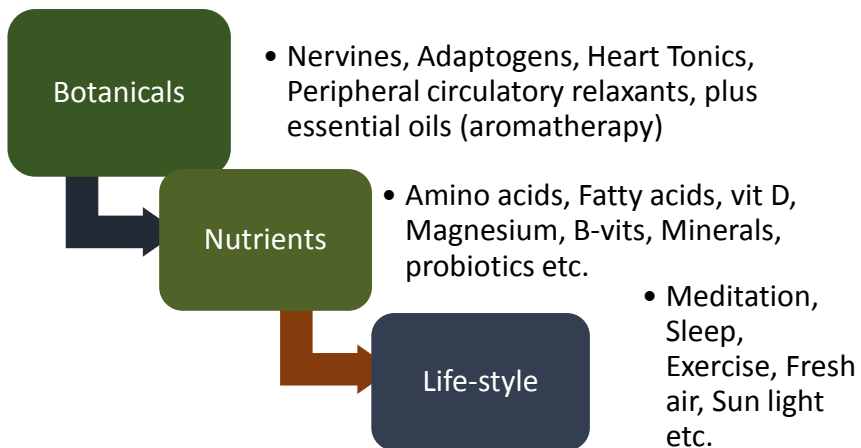 Botanicals
• Nervines, Adaptogens, Heart Tonics,
Peripheral circulatory relaxants, plus
essential oils (aromatherapy)
Nutrients
• Amino acids, Fatty acids, vit D,
Magnesium, B-vits, Minerals,
probiotics etc.
Life-style
• Meditation,
Sleep,
Exercise, Fresh
air, Sun light
etc.